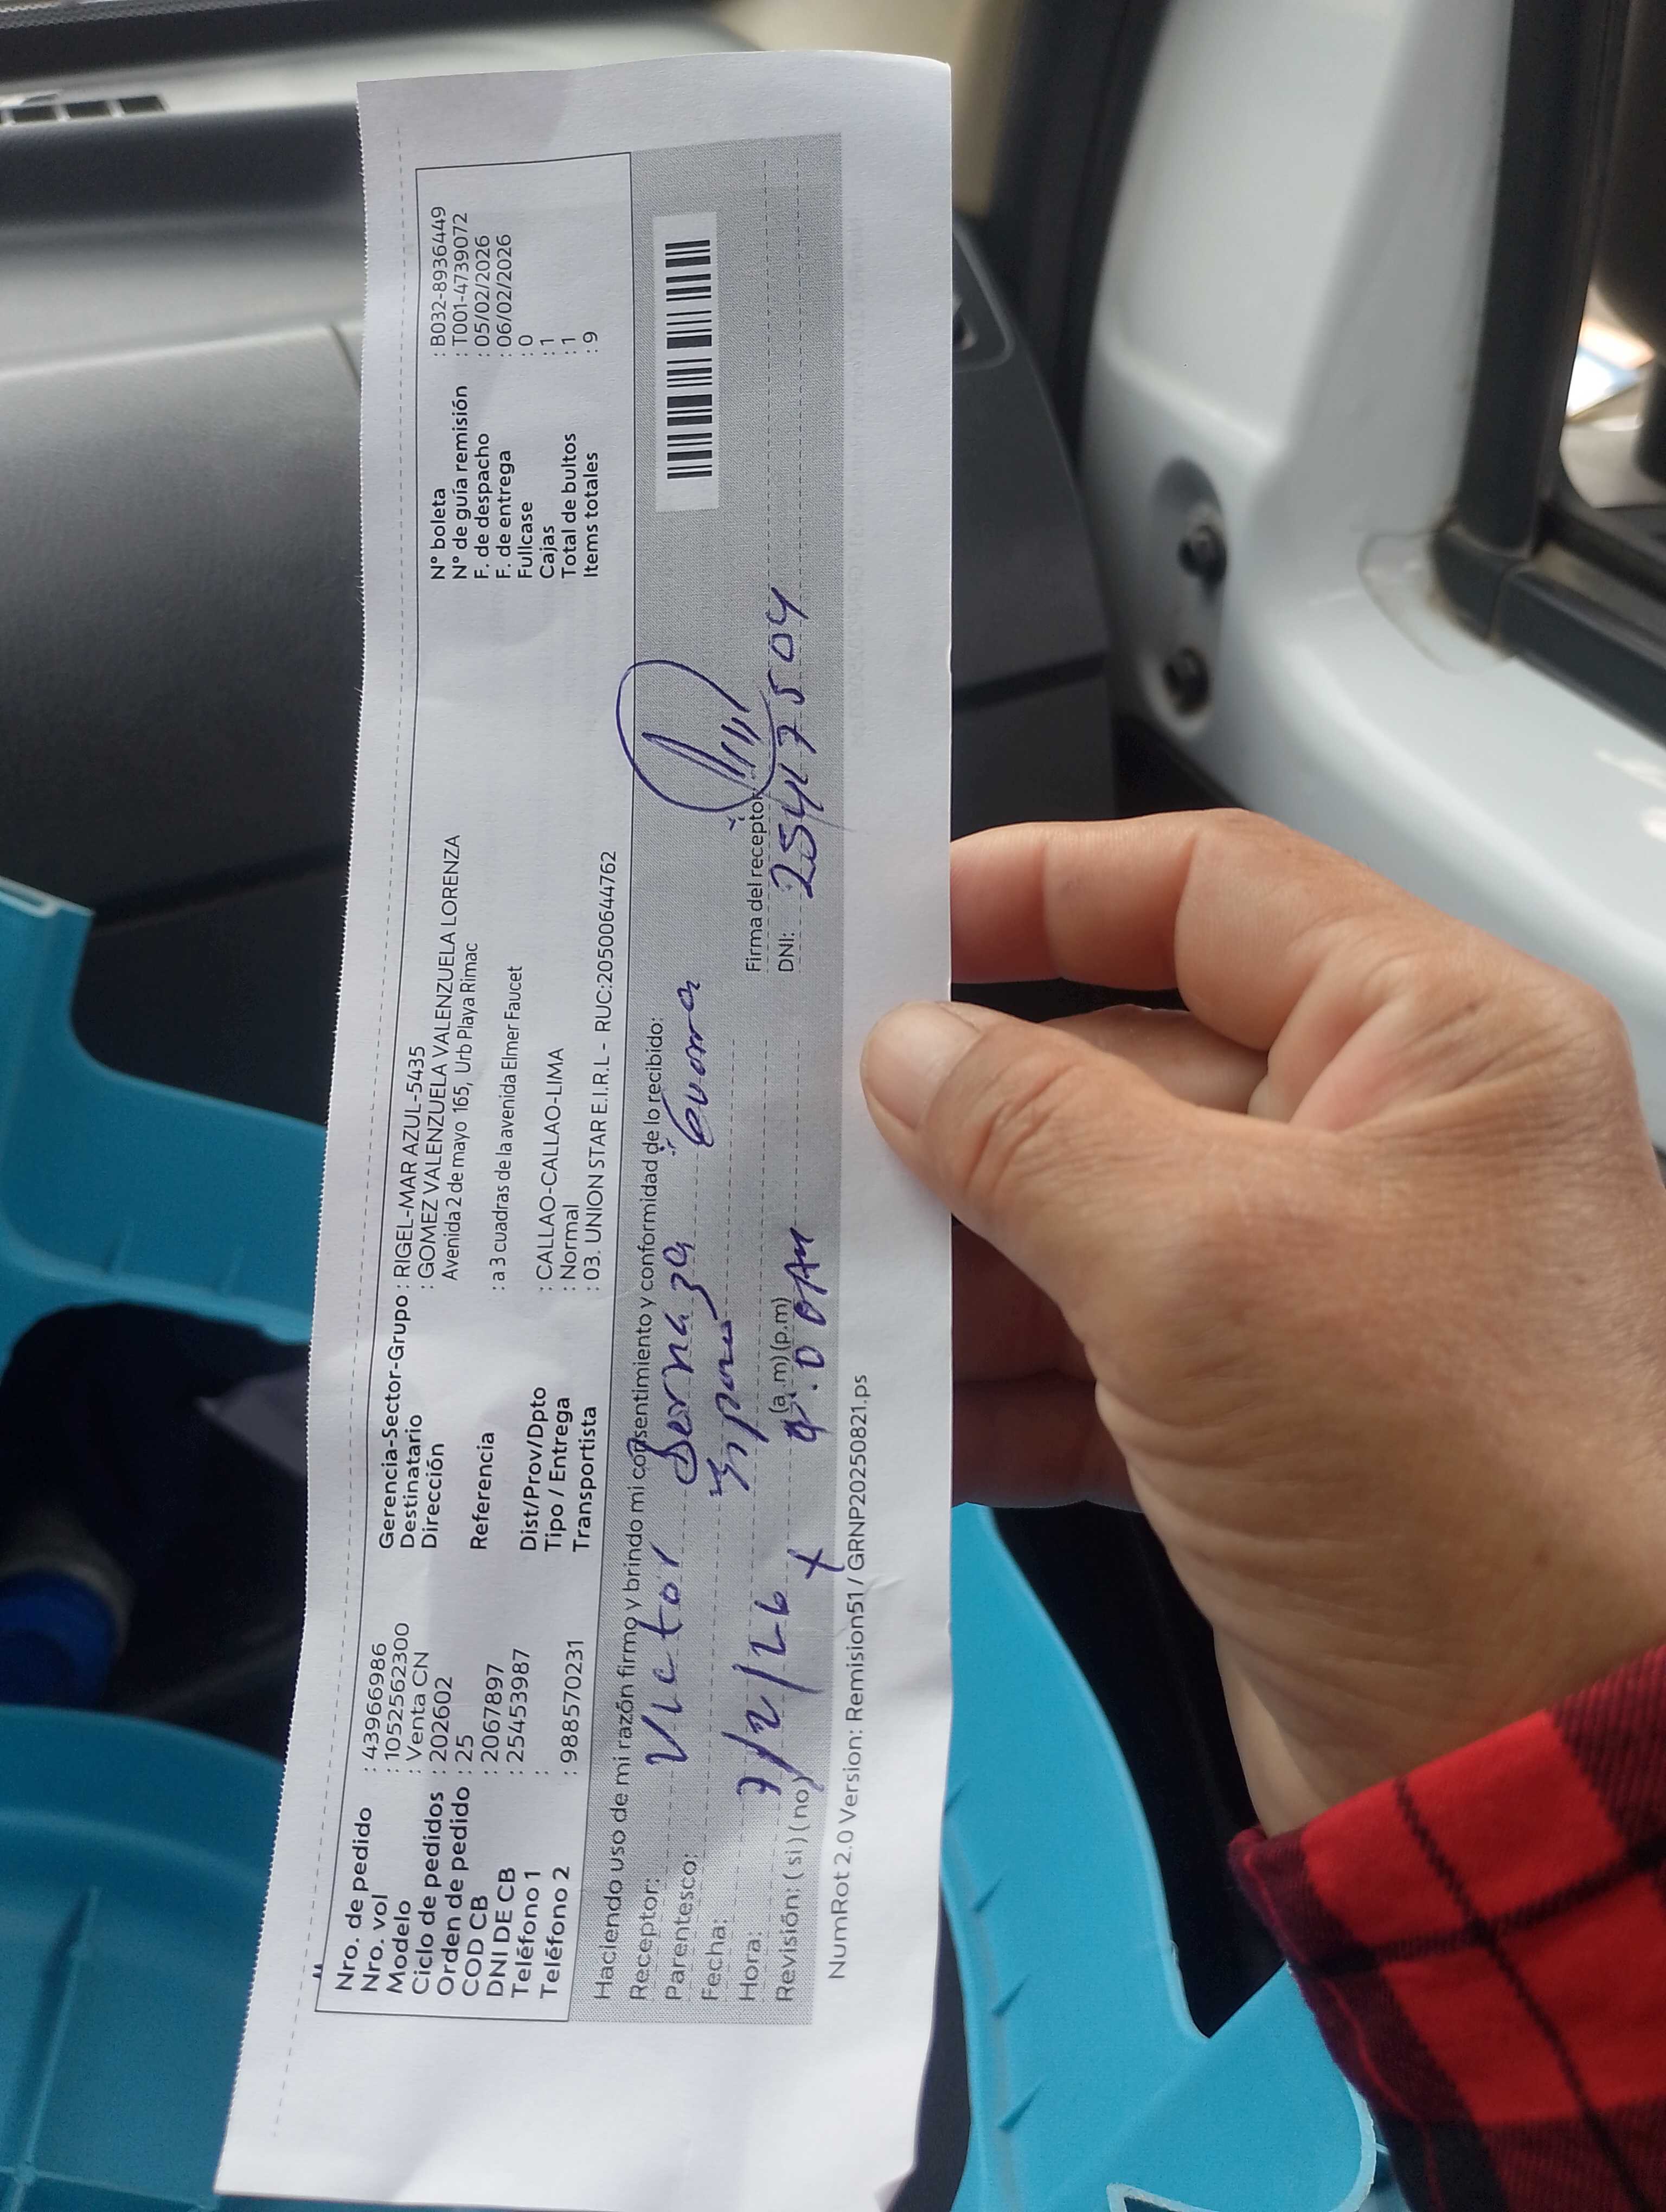 Nro. de pedido : 43966986
Nro. vol : 1052562300
Modelo : Venta CN
Ciclo de pedidos : 202602
Orden de pedido : 25
COD CB : 2067897
DNI DE CB : 25453987
Teléfono 1 :
Teléfono 2 : 988570231
Gerencia-Sector-Grupo : RIGEL-MAR AZUL-5435
Destinatario : GOMEZ VALENZUELA VALENZUELA LORENZA
Dirección Avenida 2 de mayo 165, Urb Playa Rimac
Referencia : a 3 cuadras de la avenida Elmer Faucet
Dist/Prov/Dpto : CALLAO-CALLAO-LIMA
Tipo / Entrega : Normal
Transportista : 03. UNION STAR E.I.R.L - RUC:20500644762
N° boleta : B032-8936449
N° de guía remisión : T001-4739072
F. de despacho : 05/02/2026
F. de entrega : 06/02/2026
Fullcase : 0
Cajas : 1
Total de bultos : 1
Items totales : 9
Haciendo uso de mi razón firmo y brindo mi consentimiento y conformidad de lo recibido:
Receptor: Victor
Parentesco:
Fecha: 7/2/26
Hora: (a.m) (p.m) 9.00 AM
Revisión: ( si ) ( no )
Firma del receptor
DNI: 25417504
NumRot 2.0 Version: Remision51 / GRNP20250821.ps